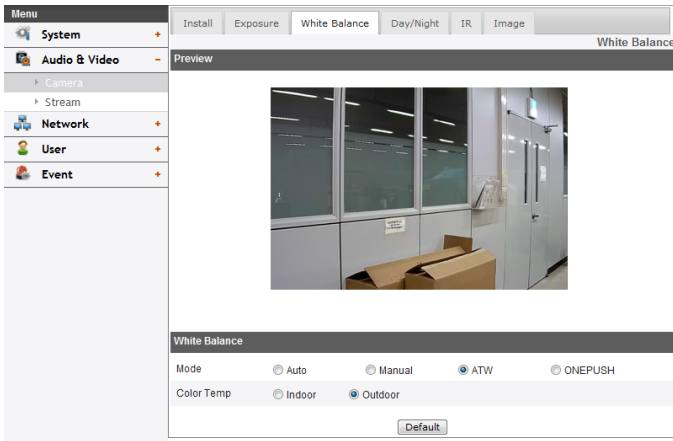 Menu
System +
Audio & Video -
Camera
Stream
Network +
User +
Event +
Install Exposure White Balance Day/Night IR Image
White Balance
Preview
White Balance
Mode Auto Manual ATW ONEPUSH
Color Temp Indoor Outdoor
Default